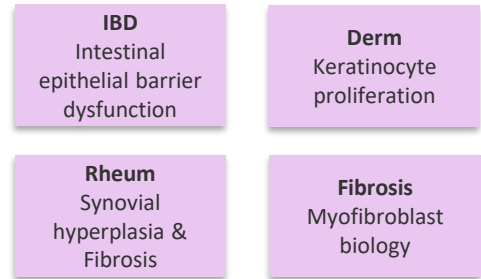 IBD
Intestinal
epithelial barrier
dysfunction
Derm
Keratinocyte
proliferation
Rheum
Synovial
hyperplasia &
Fibrosis
Fibrosis
Myofibroblast
biology